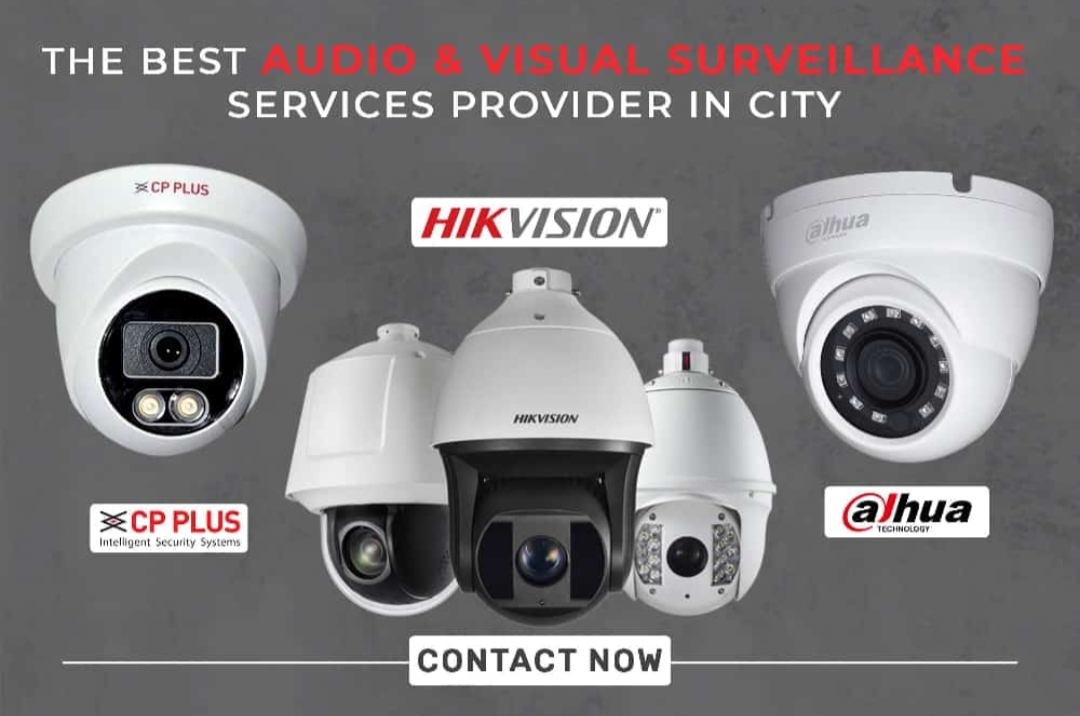 THE BEST AUDIO & VISUAL SURVEILLANCE
SERVICES PROVIDER IN CITY
CP PLUS
HIKVISION
alhua
HIKVISION
CP PLUS
Intelligent Security Systems
alhua
TECHNOLOGY
CONTACT NOW